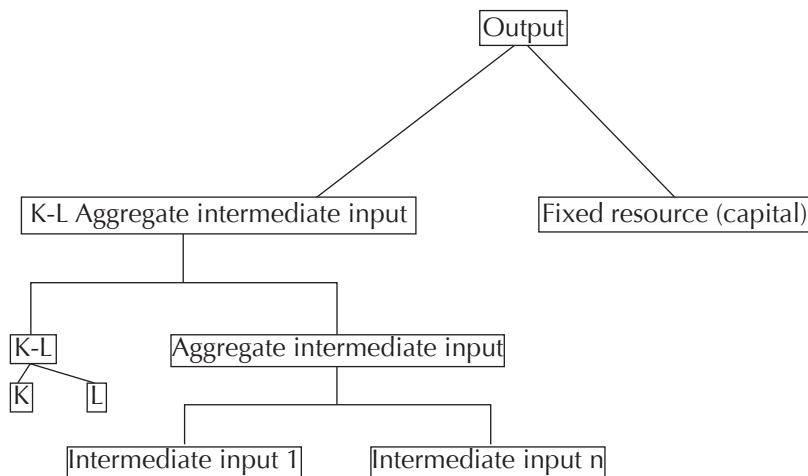 Output
K-L Aggregate intermediate input
Fixed resource (capital)
K-L
Aggregate intermediate input
K
L
Intermediate input 1
Intermediate input n